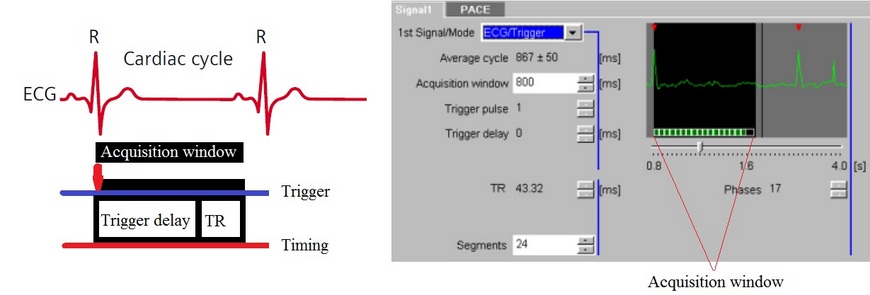 R
R
Cardiac cycle
ECG
Acquisition window
Trigger
Trigger delay
TR
Timing
Signal1
PACE
1st Signal/Mode ECG/Trigger
Average cycle 867 ± 50 [ms]
Acquisition window 800 [ms]
Trigger pulse 1
Trigger delay 0 [ms]
0.8 1.6 4.0 [s]
TR 43.32 [ms]
Phases 17
Segments 24
Acquisition window